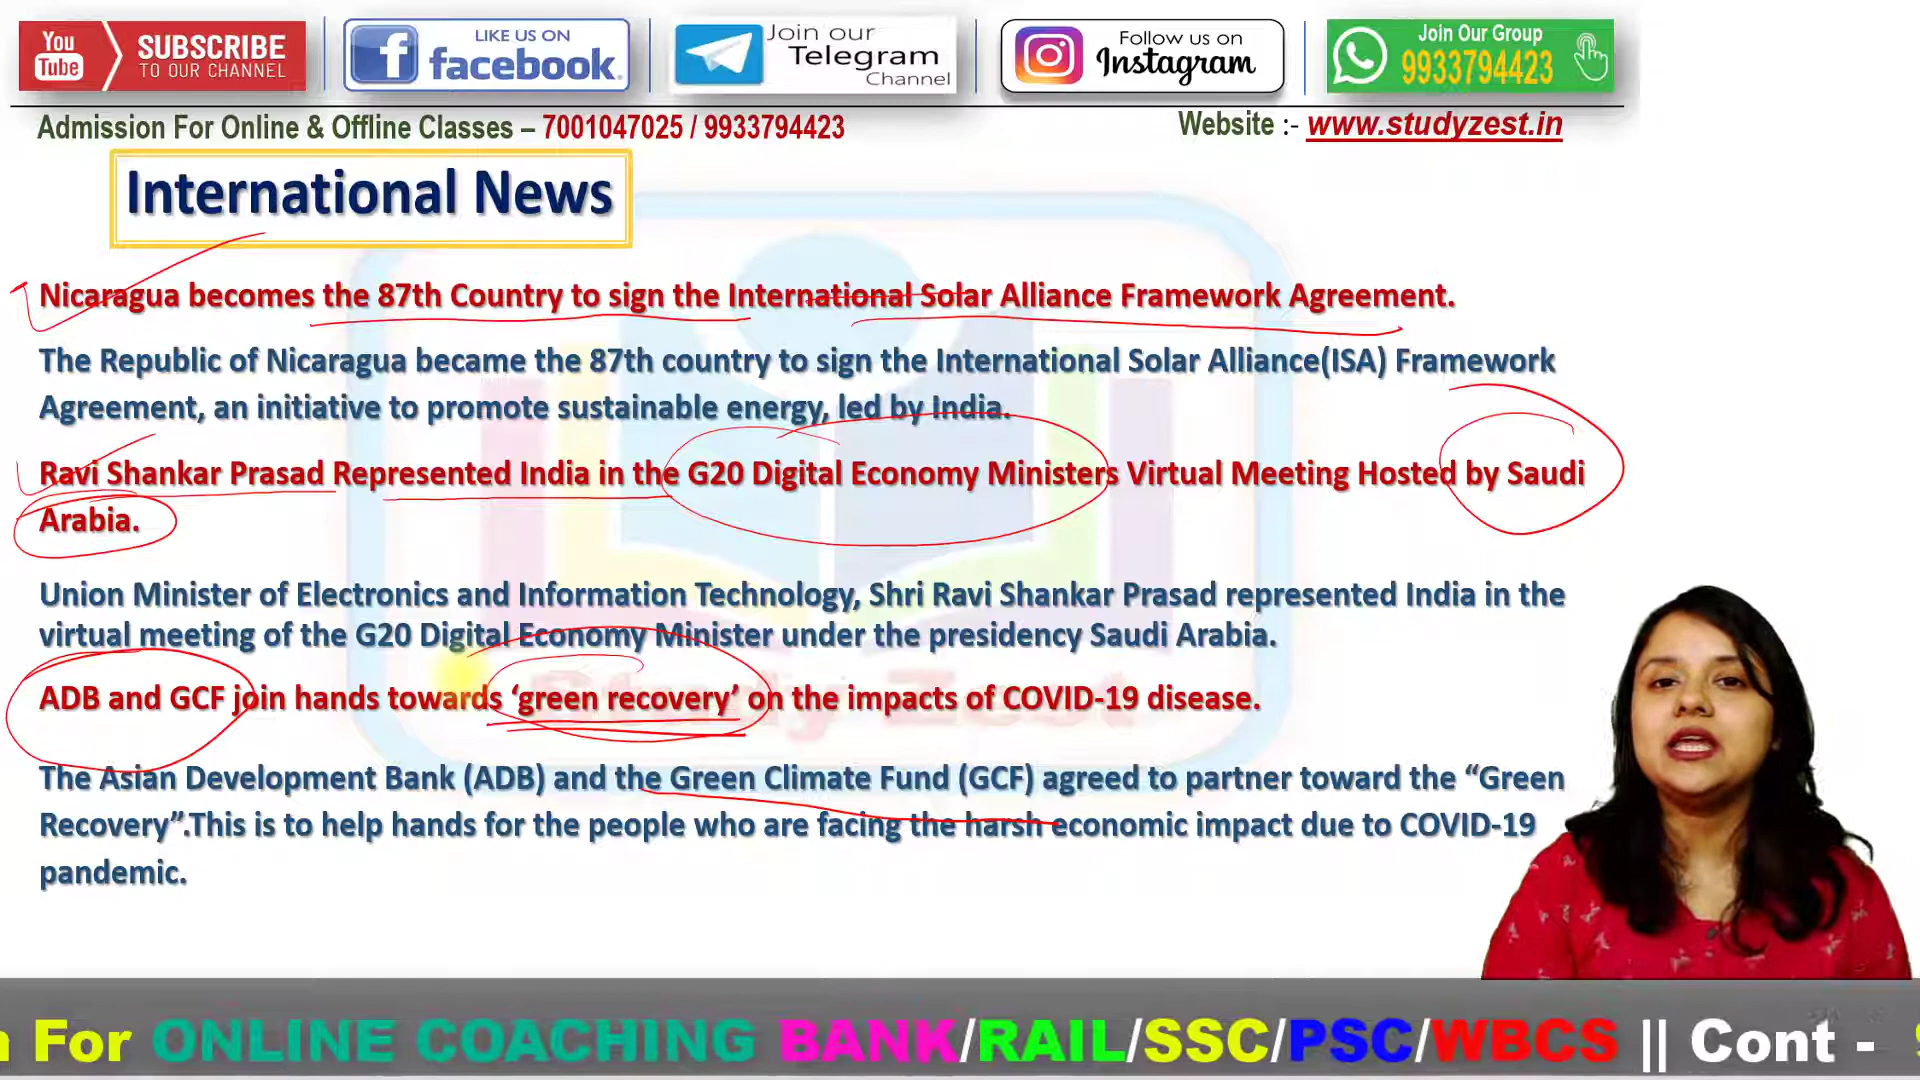 You Tube SUBSCRIBE TO OUR CHANNEL
LIKE US ON facebook.
Join our Telegram Channel
Follow us on Instagram
Join Our Group 9933794423
Admission For Online & Offline Classes – 7001047025 / 9933794423
Website :- www.studyzest.in
International News
Nicaragua becomes the 87th Country to sign the International Solar Alliance Framework Agreement.
The Republic of Nicaragua became the 87th country to sign the International Solar Alliance(ISA) Framework
Agreement, an initiative to promote sustainable energy, led by India.
Ravi Shankar Prasad Represented India in the G20 Digital Economy Ministers Virtual Meeting Hosted by Saudi
Arabia.
Union Minister of Electronics and Information Technology, Shri Ravi Shankar Prasad represented India in the
virtual meeting of the G20 Digital Economy Minister under the presidency Saudi Arabia.
ADB and GCF join hands towards ‘green recovery’ on the impacts of COVID-19 disease.
Study Zest
The Asian Development Bank (ADB) and the Green Climate Fund (GCF) agreed to partner toward the “Green
Recovery”.This is to help hands for the people who are facing the harsh economic impact due to COVID-19
pandemic.
For ONLINE COACHING BANK/RAIL/SSC/PSC/WBCS || Cont -